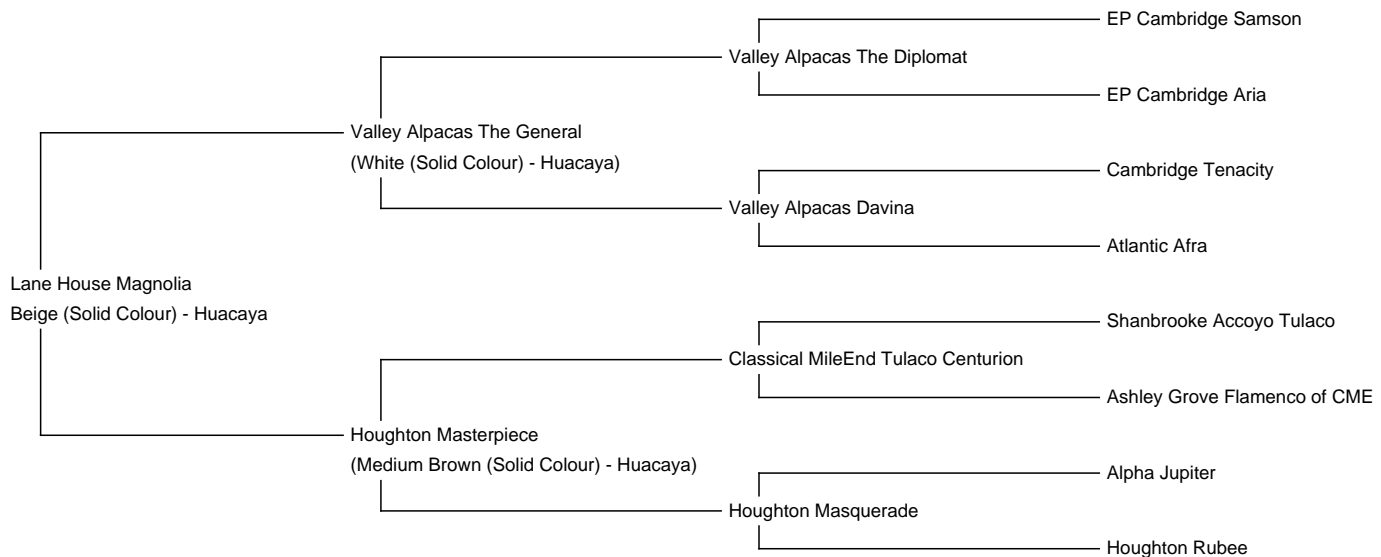 EP Cambridge Samson
Valley Alpacas The Diplomat
EP Cambridge Aria
Valley Alpacas The General
(White (Solid Colour) - Huacaya)
Cambridge Tenacity
Valley Alpacas Davina
Atlantic Afra
Lane House Magnolia
Beige (Solid Colour) - Huacaya
Shanbrooke Accoyo Tulaco
Classical MileEnd Tulaco Centurion
Ashley Grove Flamenco of CME
Houghton Masterpiece
(Medium Brown (Solid Colour) - Huacaya)
Alpha Jupiter
Houghton Masquerade
Houghton Rubee